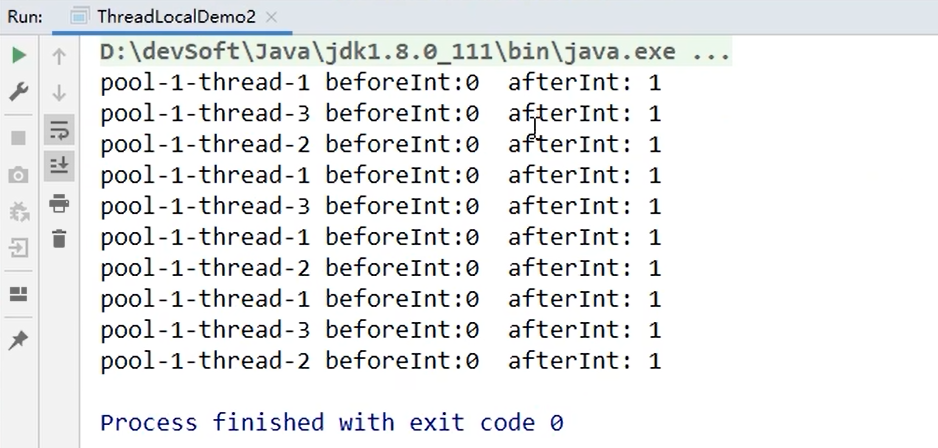 Run: ThreadLocalDemo2
D:\devSoft\Java\jdk1.8.0_111\bin\java.exe ...
pool-1-thread-1 beforeInt:0  afterInt: 1
pool-1-thread-3 beforeInt:0  afterInt: 1
pool-1-thread-2 beforeInt:0  afterInt: 1
pool-1-thread-1 beforeInt:0  afterInt: 1
pool-1-thread-3 beforeInt:0  afterInt: 1
pool-1-thread-1 beforeInt:0  afterInt: 1
pool-1-thread-2 beforeInt:0  afterInt: 1
pool-1-thread-1 beforeInt:0  afterInt: 1
pool-1-thread-3 beforeInt:0  afterInt: 1
pool-1-thread-2 beforeInt:0  afterInt: 1
Process finished with exit code 0